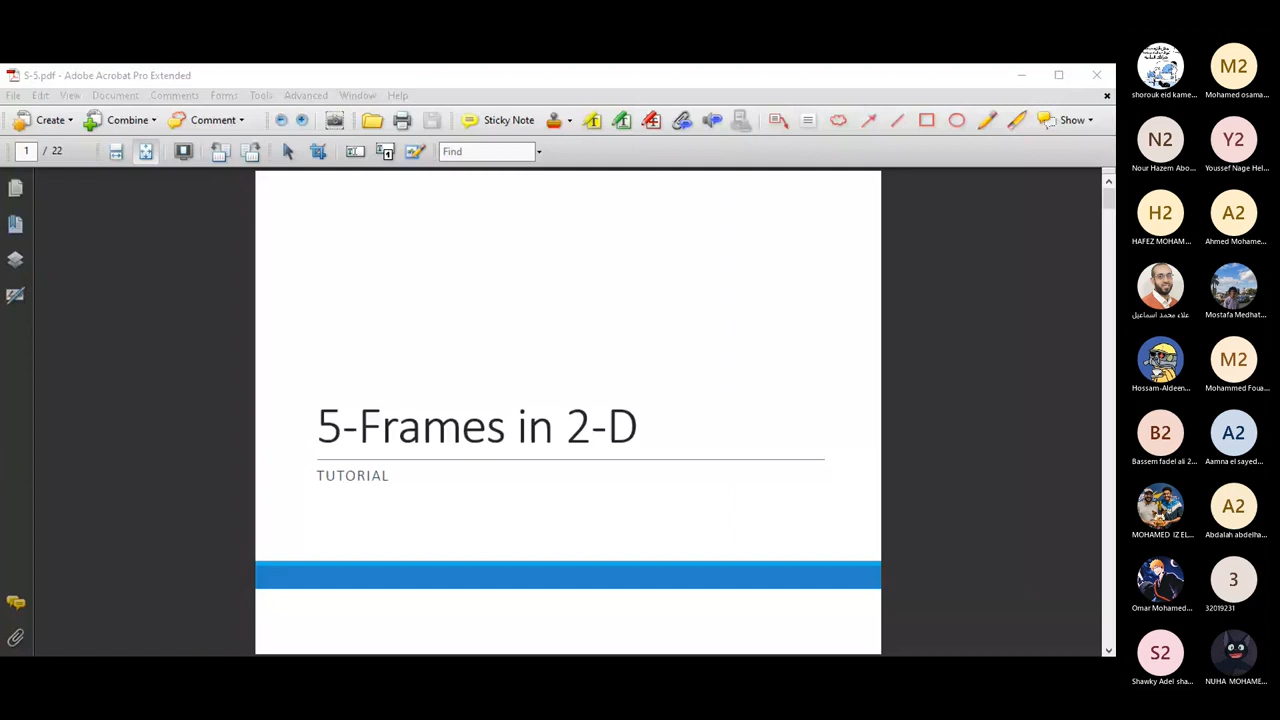 S-5.pdf - Adobe Acrobat Pro Extended
File Edit View Document Comments Forms Tools Advanced Window Help
Create Combine Comment Sticky Note Show
1 / 22 Find
5-Frames in 2-D
TUTORIAL
M2
shorouk eid kame... Mohamed osama...
N2 Y2
Nour Hazem Abo... Youssef Nage Hel...
H2 A2
HAFEZ MOHAM... Ahmed Mohame...
علاء محمد اسماعيل Mostafa Medhat...
M2
Hossam-Aldeen... Mohammed Foua...
B2 A2
Bassem fadel ali 2... Aamna el sayed...
A2
MOHAMED IZ EL... Abdalah abdelha...
3
Omar Mohamed... 32019231
S2
Shawky Adel sha... NUHA MOHAME...